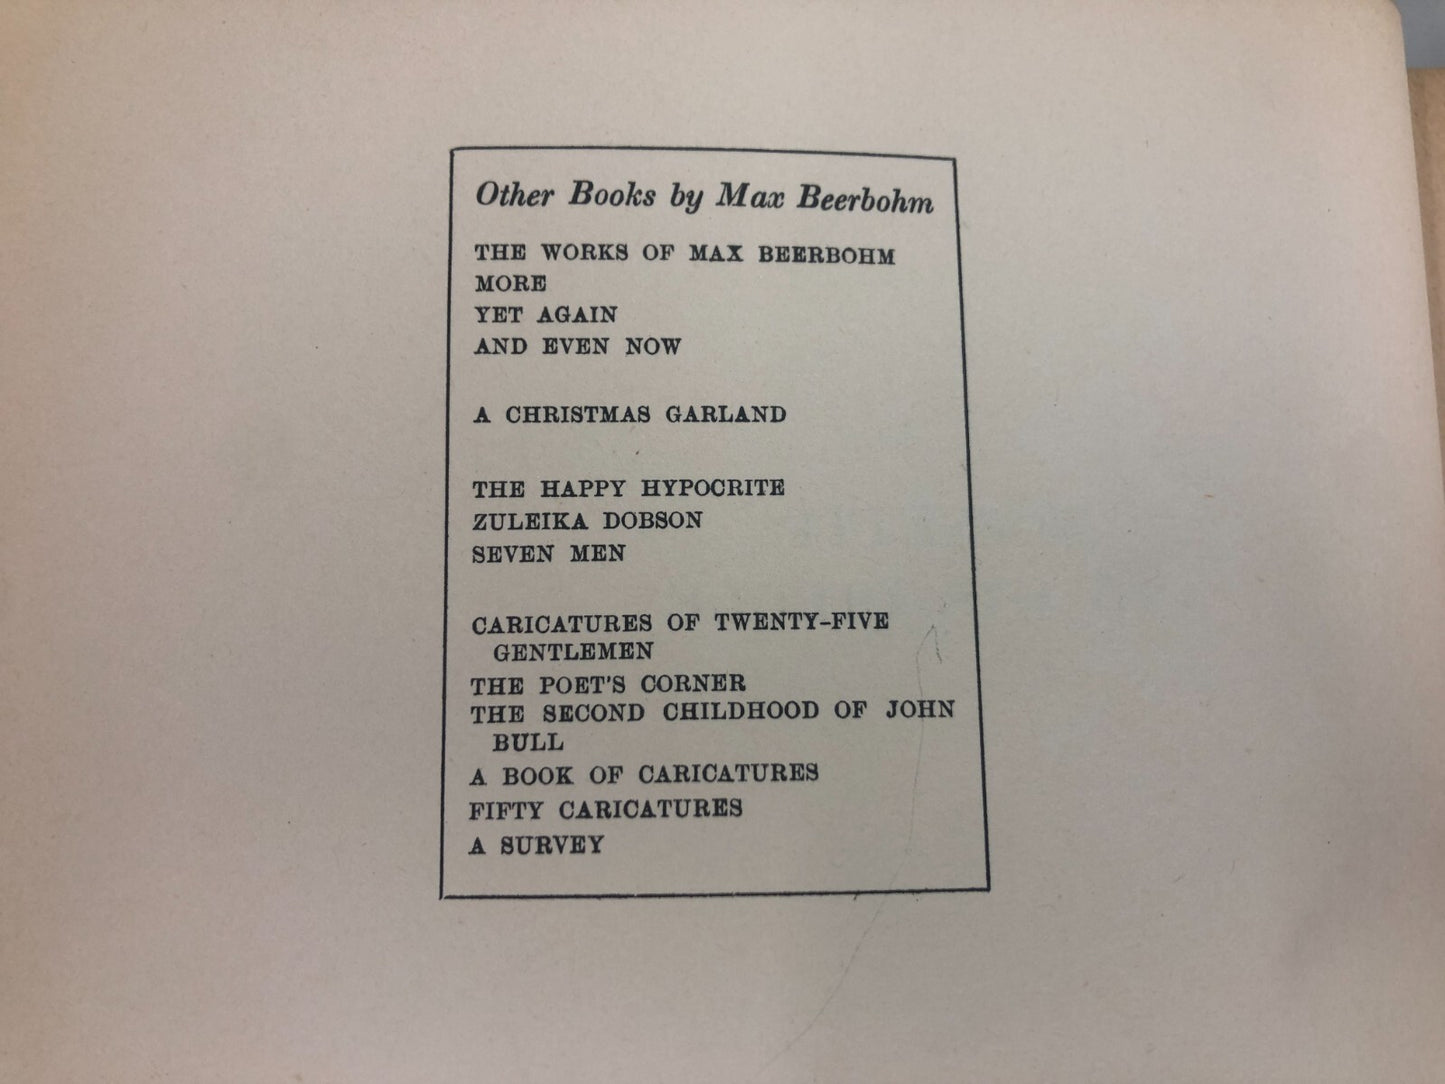 Other Books by Max Beerbohm
THE WORKS OF MAX BEERBOHM
MORE
YET AGAIN
AND EVEN NOW
A CHRISTMAS GARLAND
THE HAPPY HYPOCRITE
ZULEIKA DOBSON
SEVEN MEN
CARICATURES OF TWENTY-FIVE
GENTLEMEN
THE POET'S CORNER
THE SECOND CHILDHOOD OF JOHN
BULL
A BOOK OF CARICATURES
FIFTY CARICATURES
A SURVEY